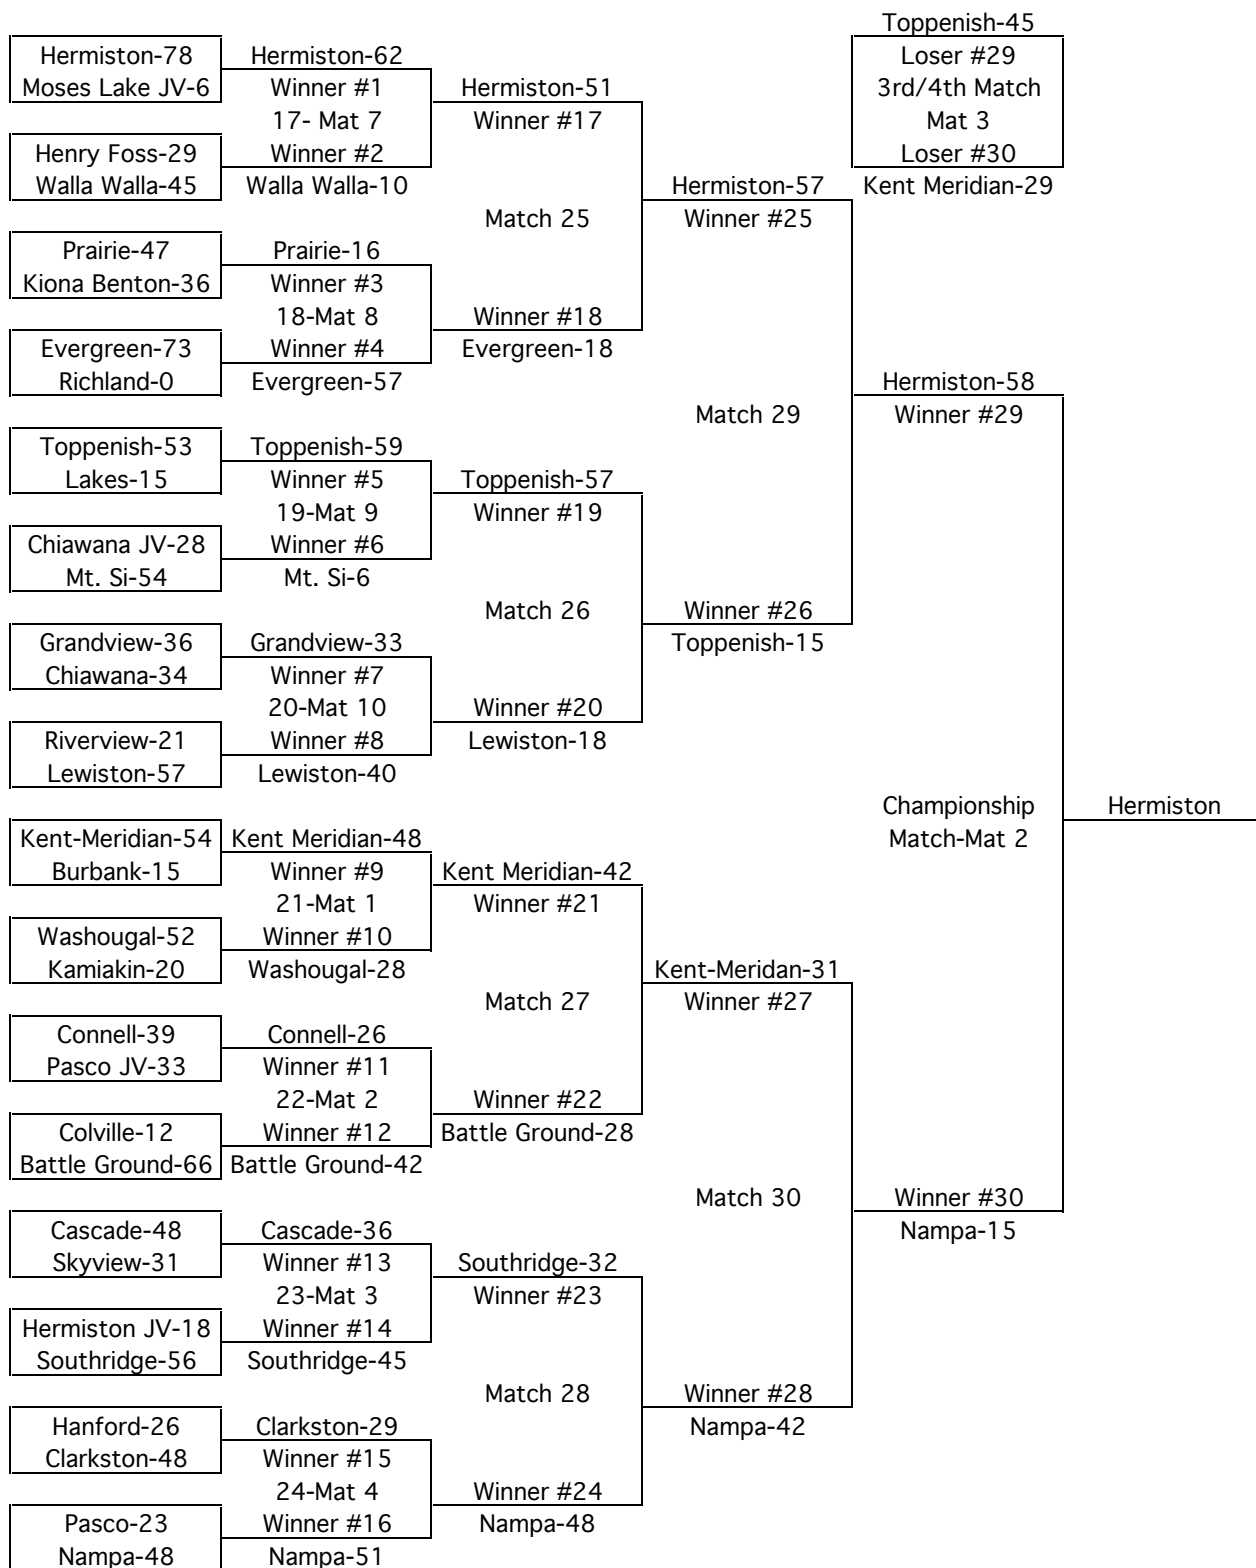 Toppenish-45
Hermiston-78 Hermiston-62 Loser #29
Moses Lake JV-6 Winner #1 Hermiston-51 3rd/4th Match
17- Mat 7 Winner #17 Mat 3
Henry Foss-29 Winner #2 Loser #30
Walla Walla-45 Walla Walla-10 Hermiston-57 Kent Meridian-29
Match 25 Winner #25
Prairie-47 Prairie-16
Kiona Benton-36 Winner #3
18-Mat 8 Winner #18
Evergreen-73 Winner #4 Evergreen-18
Richland-0 Evergreen-57 Hermiston-58
Match 29 Winner #29
Toppenish-53 Toppenish-59
Lakes-15 Winner #5 Toppenish-57
19-Mat 9 Winner #19
Chiawana JV-28 Winner #6
Mt. Si-54 Mt. Si-6
Match 26 Winner #26
Grandview-36 Grandview-33 Toppenish-15
Chiawana-34 Winner #7
20-Mat 10 Winner #20
Riverview-21 Winner #8 Lewiston-18
Lewiston-57 Lewiston-40
Championship Hermiston
Kent-Meridian-54 Kent Meridian-48 Match-Mat 2
Burbank-15 Winner #9 Kent Meridian-42
21-Mat 1 Winner #21
Washougal-52 Winner #10
Kamiakin-20 Washougal-28 Kent-Meridan-31
Match 27 Winner #27
Connell-39 Connell-26
Pasco JV-33 Winner #11
22-Mat 2 Winner #22
Colville-12 Winner #12 Battle Ground-28
Battle Ground-66 Battle Ground-42
Match 30 Winner #30
Cascade-48 Cascade-36 Nampa-15
Skyview-31 Winner #13 Southridge-32
23-Mat 3 Winner #23
Hermiston JV-18 Winner #14
Southridge-56 Southridge-45
Match 28 Winner #28
Hanford-26 Clarkston-29 Nampa-42
Clarkston-48 Winner #15
24-Mat 4 Winner #24
Pasco-23 Winner #16 Nampa-48
Nampa-48 Nampa-51